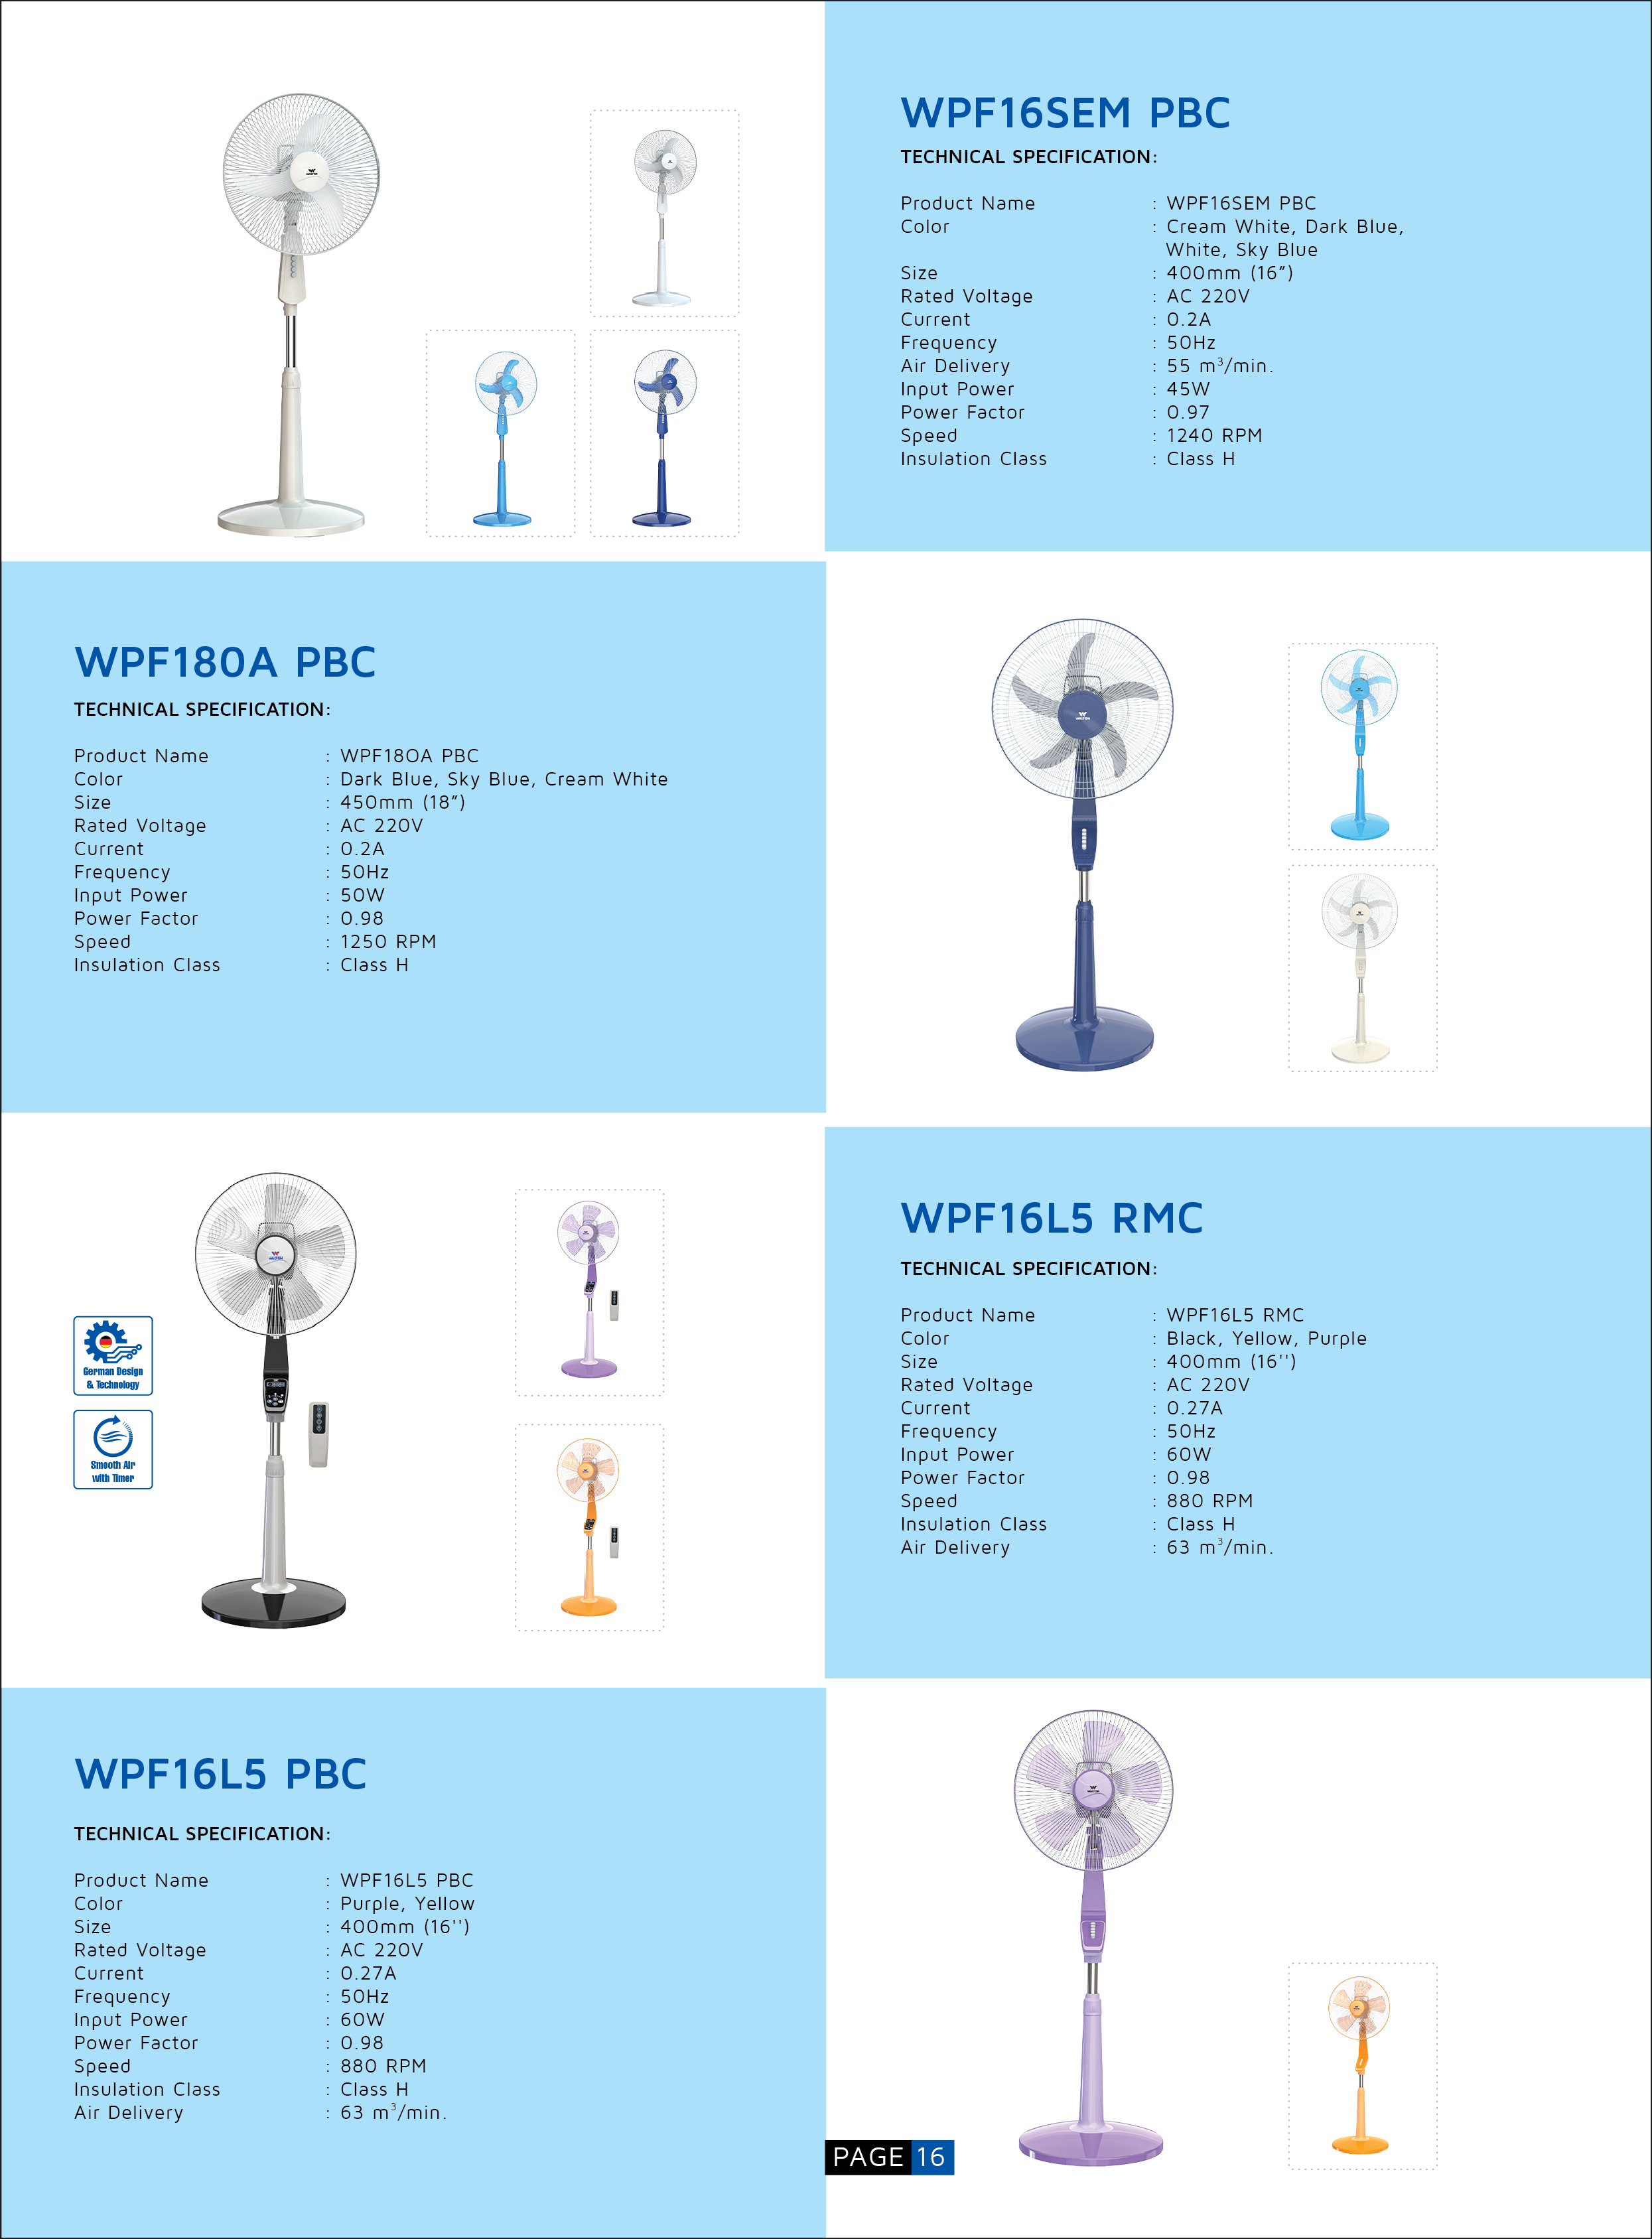 WPF16SEM PBC
TECHNICAL SPECIFICATION:
Product Name : WPF16SEM PBC
Color : Cream White, Dark Blue,
White, Sky Blue
Size : 400mm (16”)
Rated Voltage : AC 220V
Current : 0.2A
Frequency : 50Hz
Air Delivery : 55 m³/min.
Input Power : 45W
Power Factor : 0.97
Speed : 1240 RPM
Insulation Class : Class H
WPF180A PBC
TECHNICAL SPECIFICATION:
Product Name : WPF18OA PBC
Color : Dark Blue, Sky Blue, Cream White
Size : 450mm (18”)
Rated Voltage : AC 220V
Current : 0.2A
Frequency : 50Hz
Input Power : 50W
Power Factor : 0.98
Speed : 1250 RPM
Insulation Class : Class H
WALTON
German Design
& Technology
Smooth Air
with Timer
WPF16L5 RMC
TECHNICAL SPECIFICATION:
Product Name : WPF16L5 RMC
Color : Black, Yellow, Purple
Size : 400mm (16'')
Rated Voltage : AC 220V
Current : 0.27A
Frequency : 50Hz
Input Power : 60W
Power Factor : 0.98
Speed : 880 RPM
Insulation Class : Class H
Air Delivery : 63 m³/min.
WPF16L5 PBC
TECHNICAL SPECIFICATION:
Product Name : WPF16L5 PBC
Color : Purple, Yellow
Size : 400mm (16'')
Rated Voltage : AC 220V
Current : 0.27A
Frequency : 50Hz
Input Power : 60W
Power Factor : 0.98
Speed : 880 RPM
Insulation Class : Class H
Air Delivery : 63 m³/min.
PAGE 16